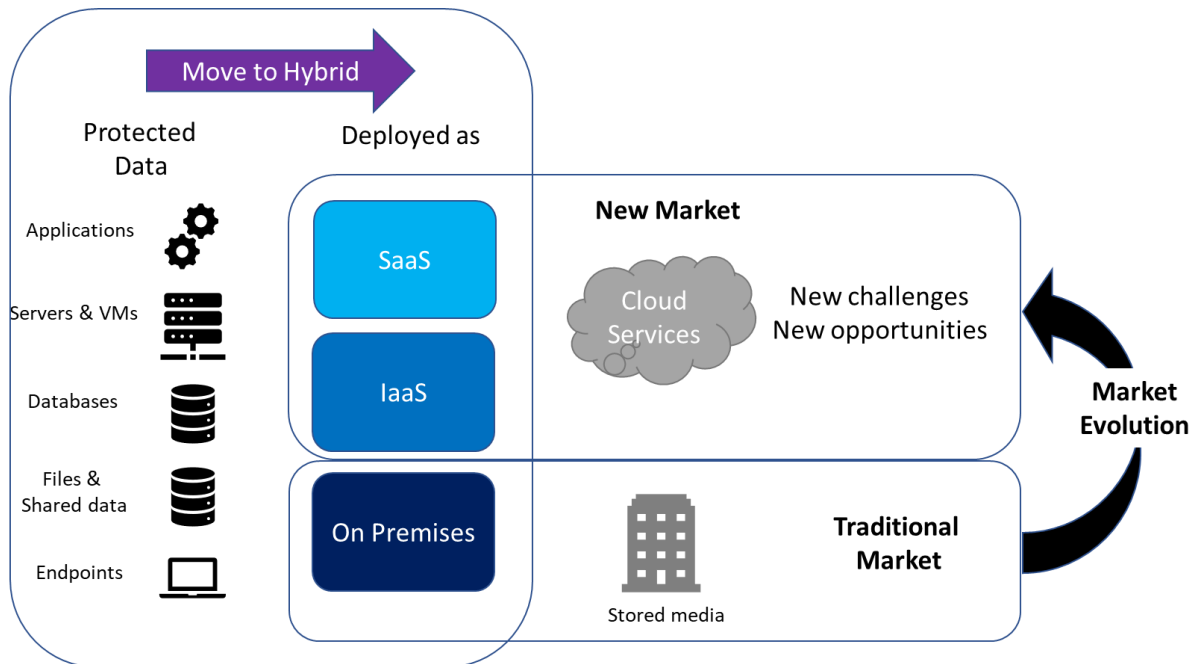 Move to Hybrid
Protected
Data
Deployed as
Applications
Servers & VMs
Databases
Files &
Shared data
Endpoints
SaaS
IaaS
On Premises
New Market
Cloud
Services
New challenges
New opportunities
Stored media
Traditional
Market
Market
Evolution